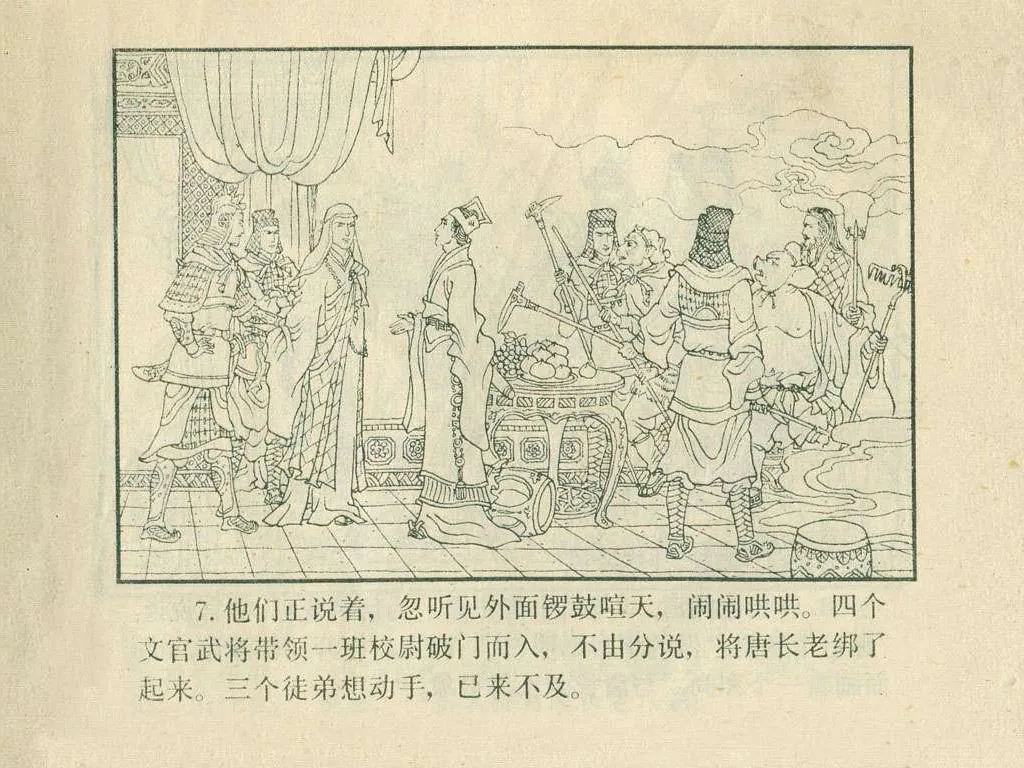 7. 他们正说着，忽听见外面锣鼓喧天，闹闹哄哄。四个
文官武将带领一班校尉破门而入，不由分说，将唐长老绑了
起来。三个徒弟想动手，已来不及。